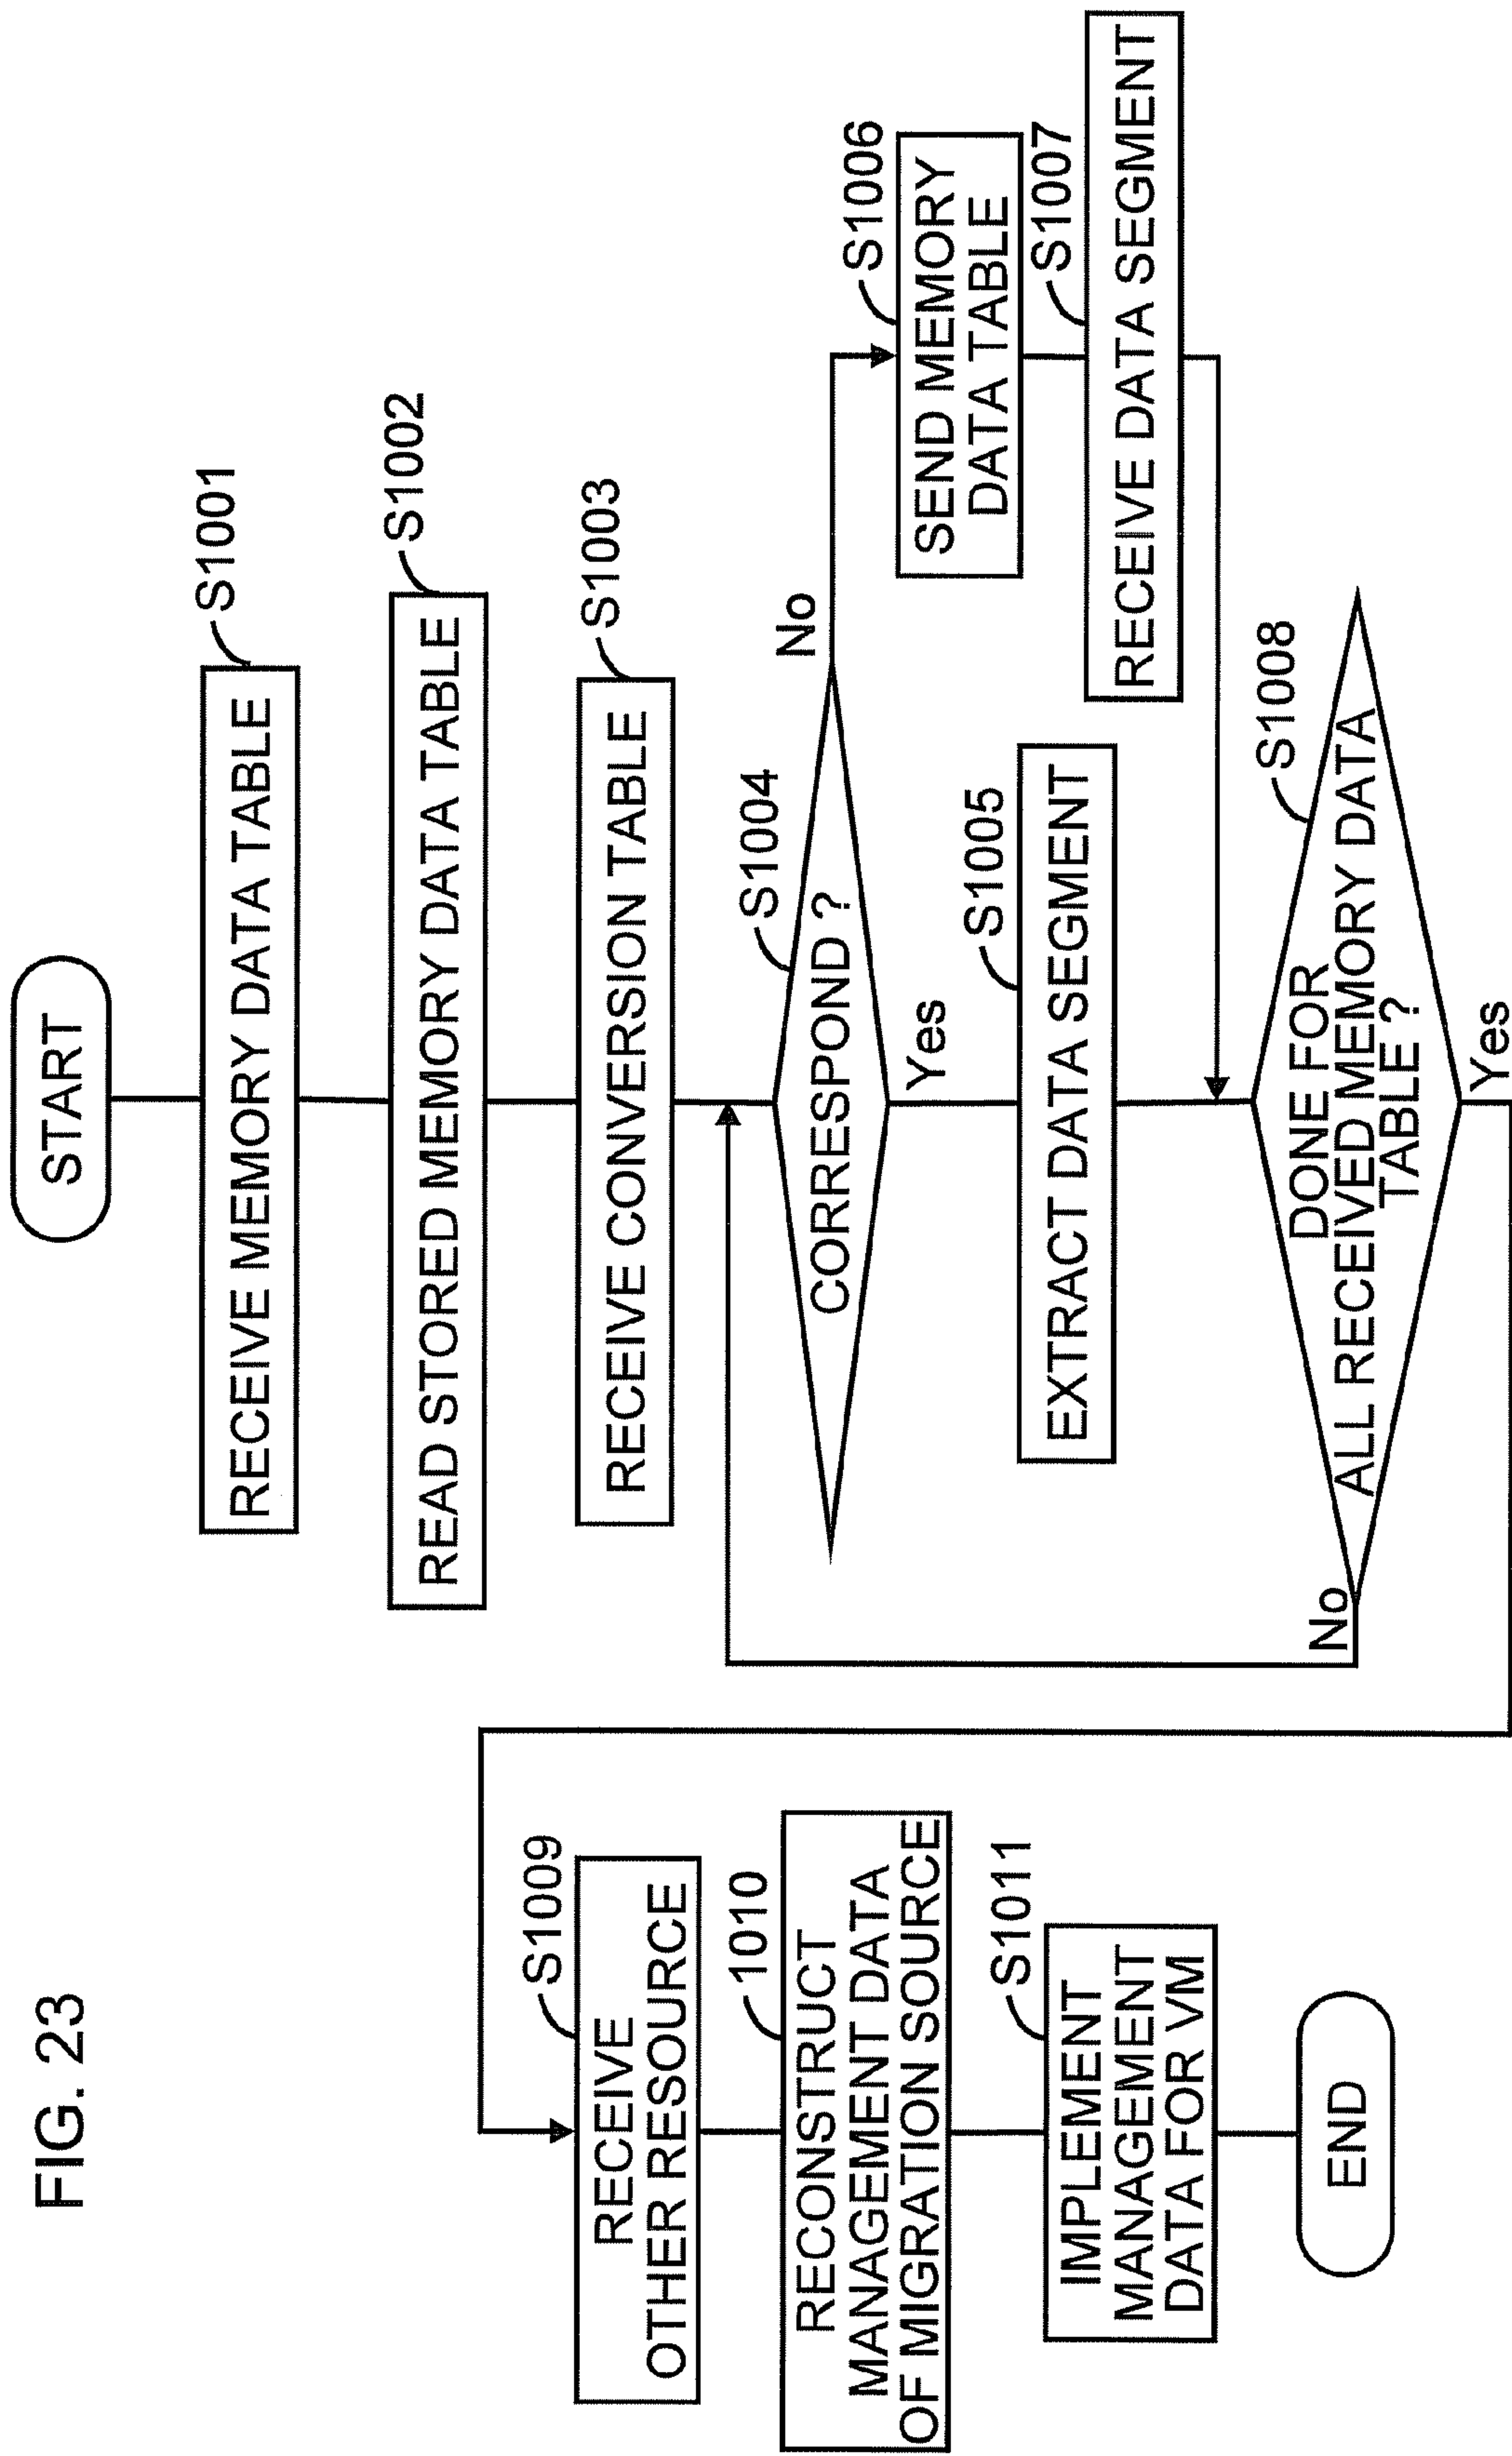 FIG. 23
START
S1001
RECEIVE MEMORY DATA TABLE
S1002
READ STORED MEMORY DATA TABLE
S1003
RECEIVE CONVERSION TABLE
S1004
CORRESPOND ?
No
Yes
S1005
EXTRACT DATA SEGMENT
S1006
SEND MEMORY
DATA TABLE
S1007
RECEIVE DATA SEGMENT
S1008
DONE FOR
ALL RECEIVED MEMORY DATA
TABLE ?
No
Yes
S1009
RECEIVE
OTHER RESOURCE
1010
RECONSTRUCT
MANAGEMENT DATA
OF MIGRATION SOURCE
S1011
IMPLEMENT
MANAGEMENT
DATA FOR VM
END